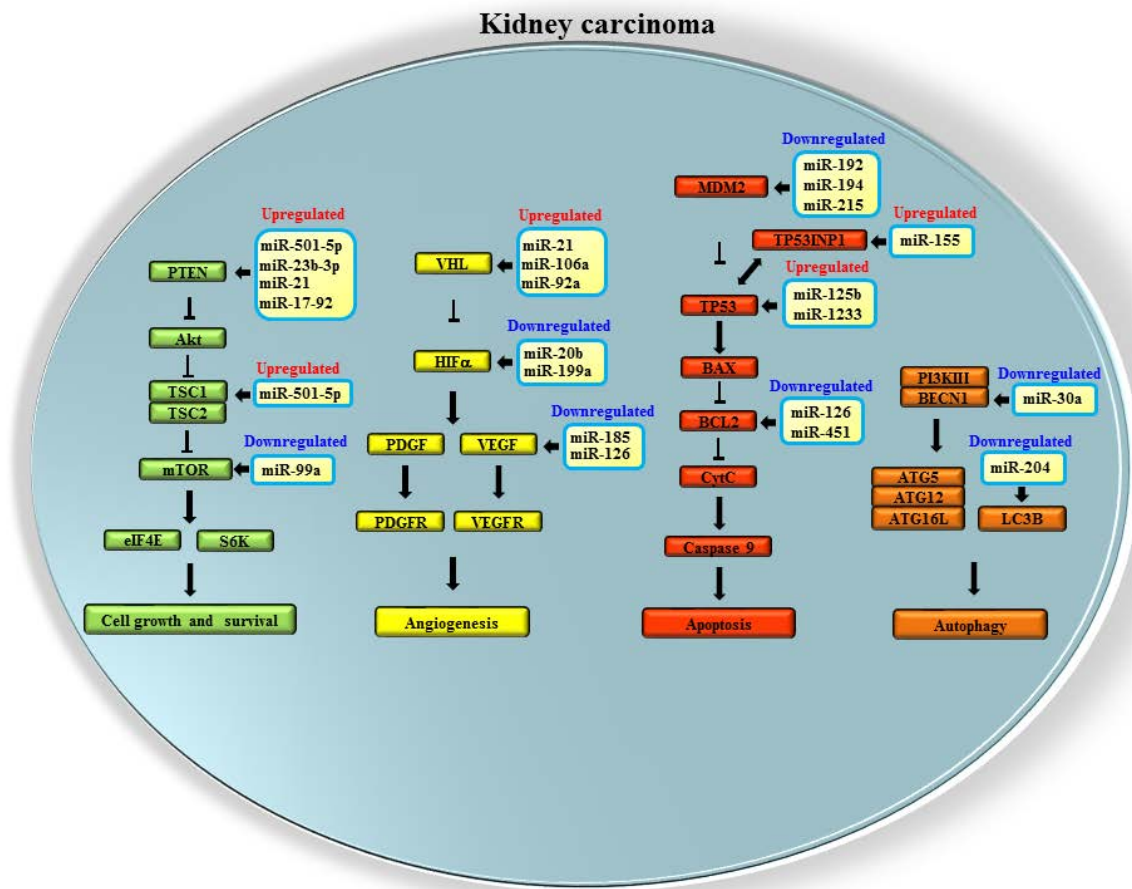 Kidney carcinoma
Upregulated
miR-501-5p
miR-23b-3p
miR-21
miR-17-92
PTEN
Akt
Upregulated
TSC1
miR-501-5p
TSC2
Downregulated
mTOR
miR-99a
eIF4E
S6K
Cell growth and survival
Upregulated
miR-21
VHL
miR-106a
miR-92a
Downregulated
miR-20b
HIFα
miR-199a
Downregulated
PDGF
VEGF
miR-185
miR-126
PDGFR
VEGFR
Angiogenesis
Downregulated
miR-192
MDM2
miR-194
miR-215
Upregulated
TP53INP1
miR-155
Upregulated
miR-125b
TP53
miR-1233
BAX
Downregulated
miR-126
BCL2
miR-451
CytC
Caspase 9
Apoptosis
Downregulated
PI3KIII
BECN1
miR-30a
Downregulated
miR-204
ATG5
ATG12
ATG16L
LC3B
Autophagy